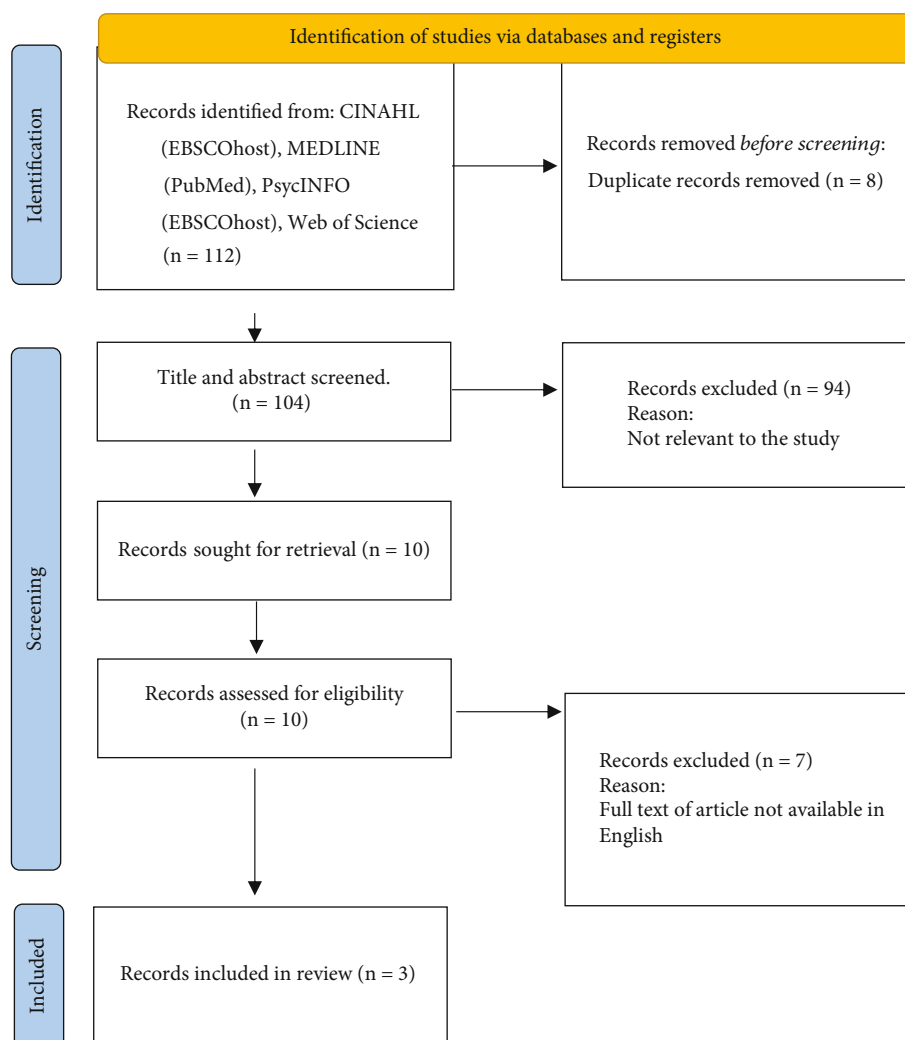 Identification of studies via databases and registers
Identification
Records identified from: CINAHL
(EBSCOhost), MEDLINE
(PubMed), PsycINFO
(EBSCOhost), Web of Science
(n = 112)
Records removed before screening:
Duplicate records removed (n = 8)
Screening
Title and abstract screened.
(n = 104)
Records excluded (n = 94)
Reason:
Not relevant to the study
Records sought for retrieval (n = 10)
Records assessed for eligibility
(n = 10)
Records excluded (n = 7)
Reason:
Full text of article not available in
English
Included
Records included in review (n = 3)